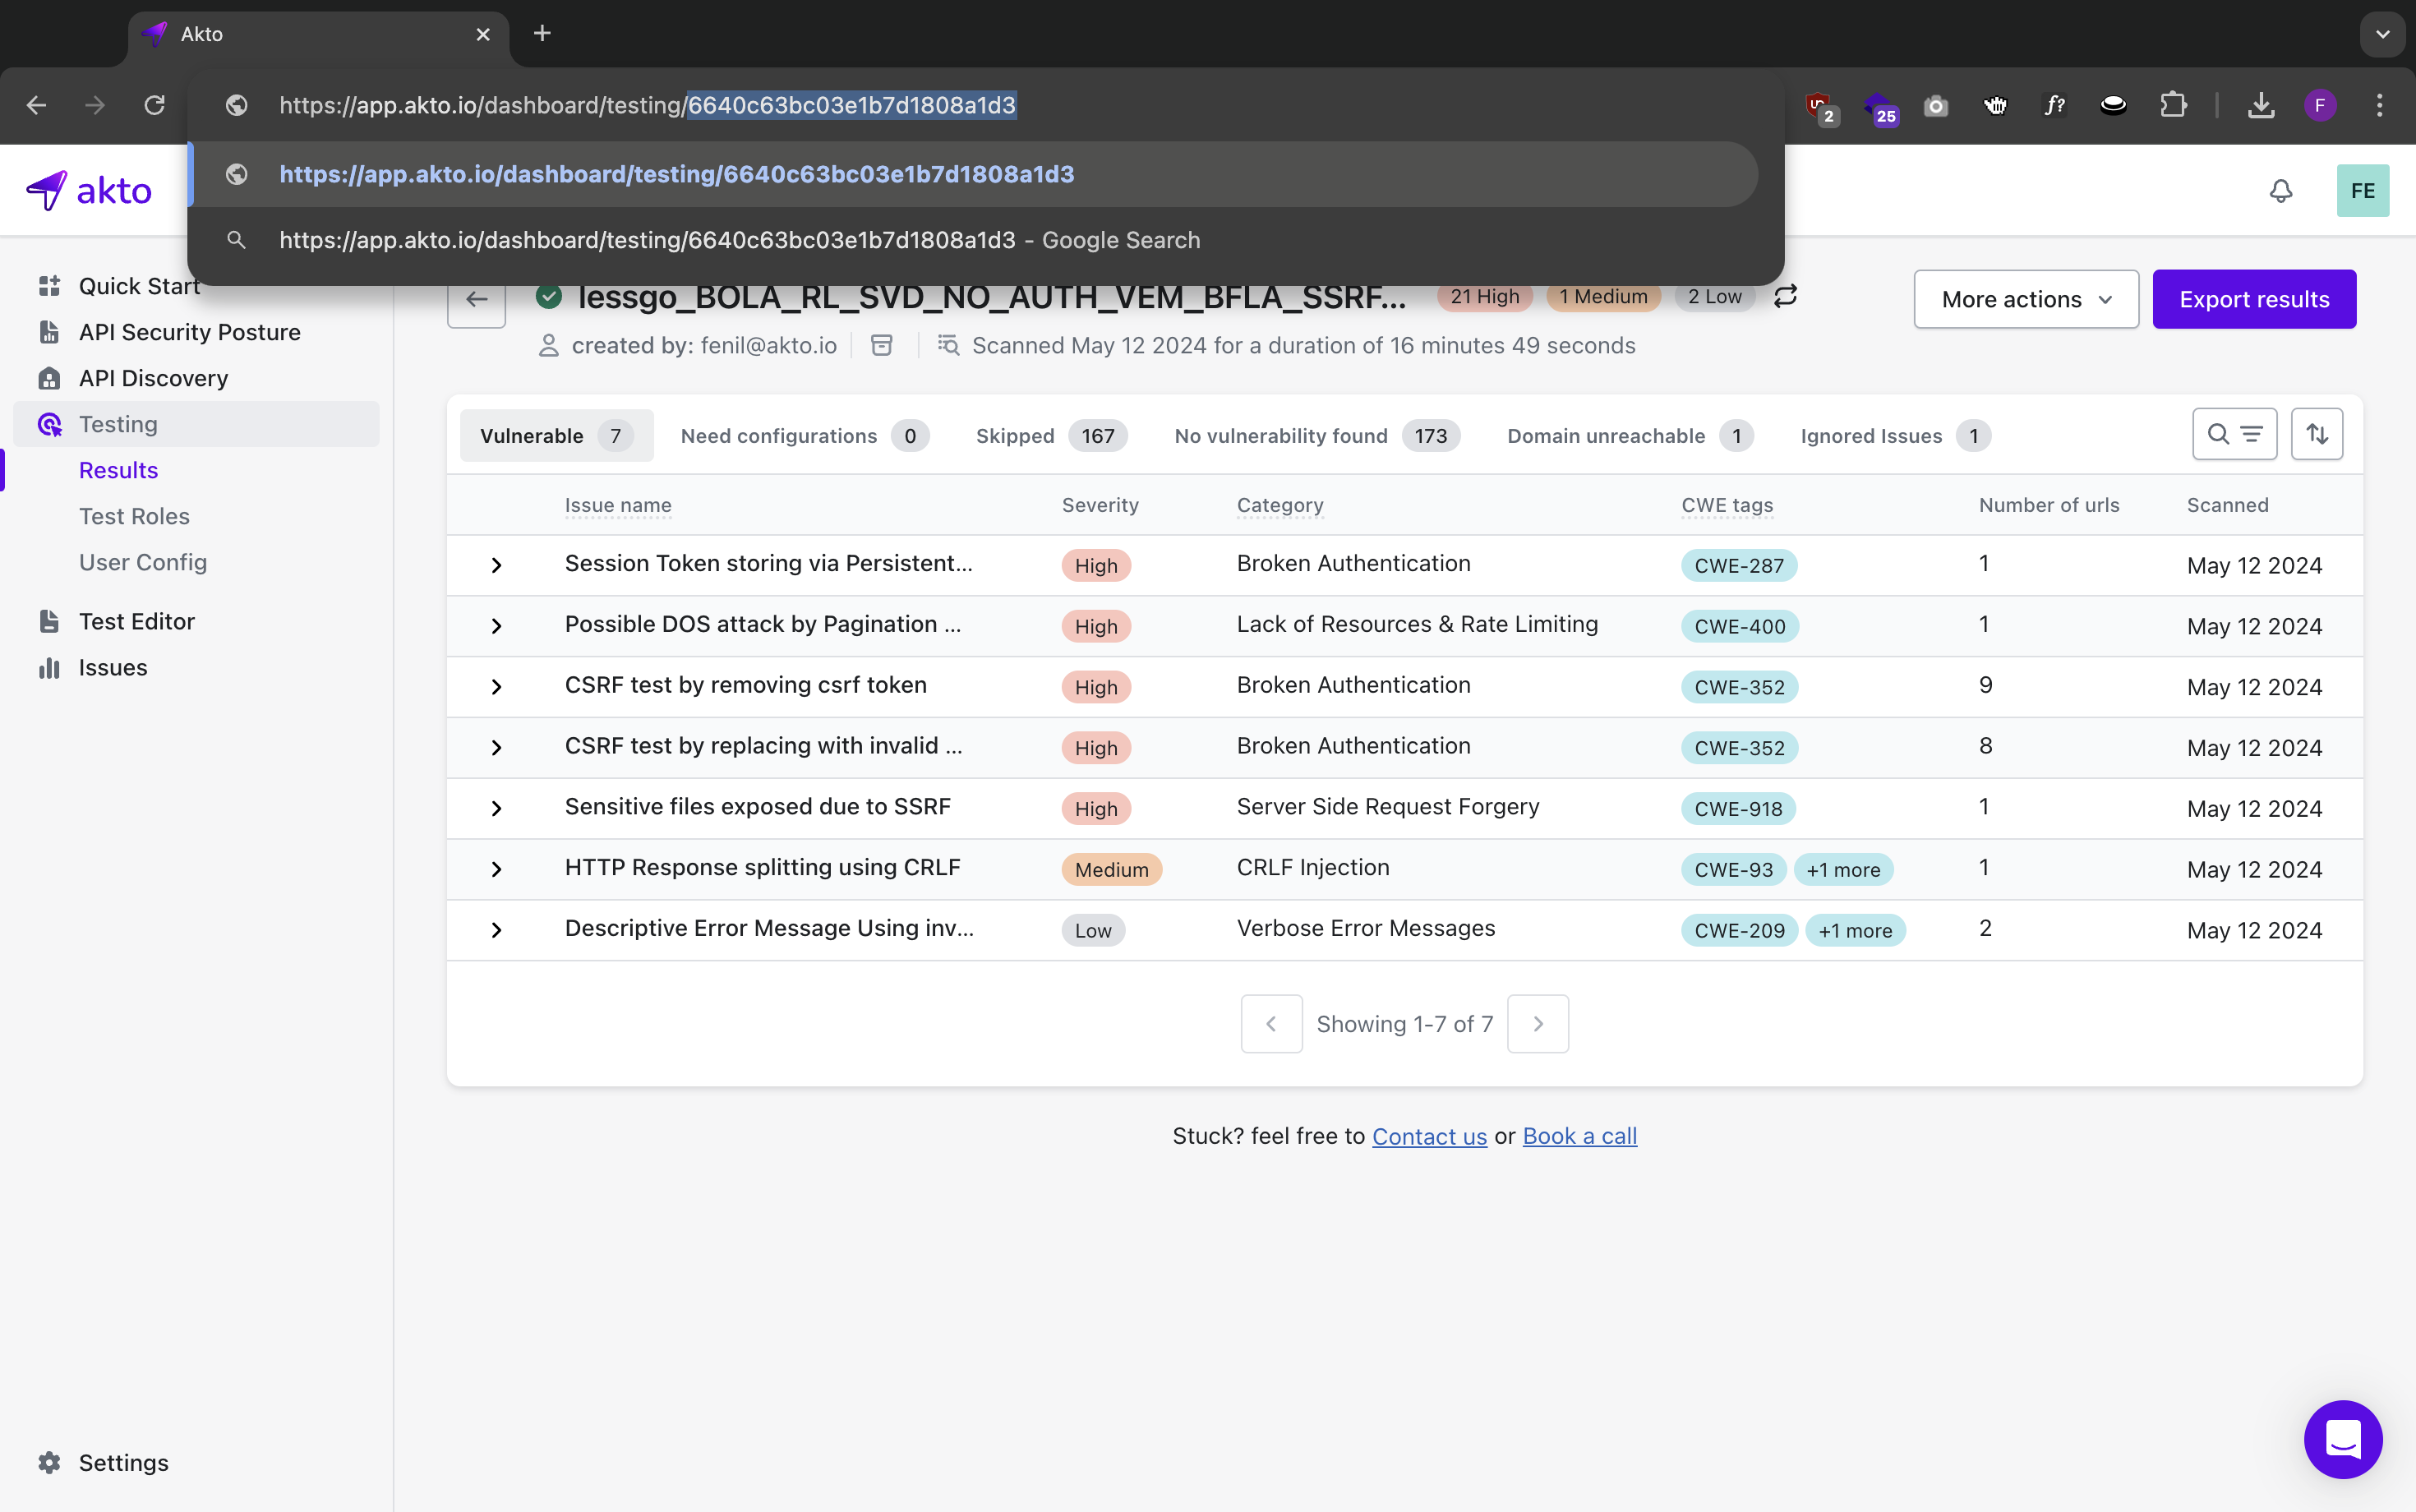 Akto
https://app.akto.io/dashboard/testing/6640c63bc03e1b7d1808a1d3
2
25
f?
F
https://app.akto.io/dashboard/testing/6640c63bc03e1b7d1808a1d3
https://app.akto.io/dashboard/testing/6640c63bc03e1b7d1808a1d3 - Google Search
akto
FE
Quick Start
API Security Posture
API Discovery
Testing
Results
Test Roles
User Config
Test Editor
Issues
Settings
lessgo_BOLA_RL_SVD_NO_AUTH_VEM_BFLA_SSRF... 21 High 1 Medium 2 Low
More actions Export results
created by: fenil@akto.io Scanned May 12 2024 for a duration of 16 minutes 49 seconds
Vulnerable 7 Need configurations 0 Skipped 167 No vulnerability found 173 Domain unreachable 1 Ignored Issues 1
Issue name Severity Category CWE tags Number of urls Scanned
Session Token storing via Persistent... High Broken Authentication CWE-287 1 May 12 2024
Possible DOS attack by Pagination ... High Lack of Resources & Rate Limiting CWE-400 1 May 12 2024
CSRF test by removing csrf token High Broken Authentication CWE-352 9 May 12 2024
CSRF test by replacing with invalid ... High Broken Authentication CWE-352 8 May 12 2024
Sensitive files exposed due to SSRF High Server Side Request Forgery CWE-918 1 May 12 2024
HTTP Response splitting using CRLF Medium CRLF Injection CWE-93 +1 more 1 May 12 2024
Descriptive Error Message Using inv... Low Verbose Error Messages CWE-209 +1 more 2 May 12 2024
Showing 1-7 of 7
Stuck? feel free to Contact us or Book a call